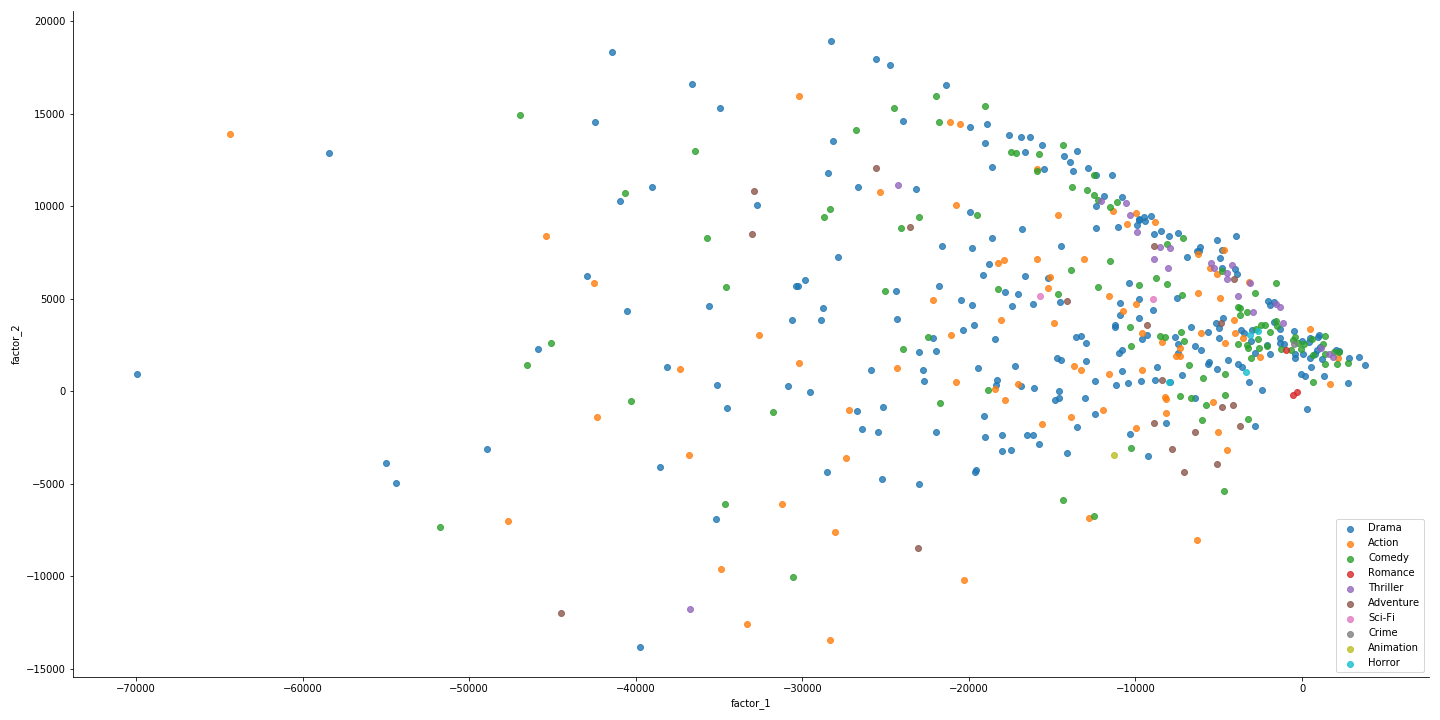 20000
15000
10000
5000
0
−5000
−10000
−15000
factor_2
−70000
−60000
−50000
−40000
−30000
−20000
−10000
0
factor_1
Drama
Action
Comedy
Romance
Thriller
Adventure
Sci-Fi
Crime
Animation
Horror